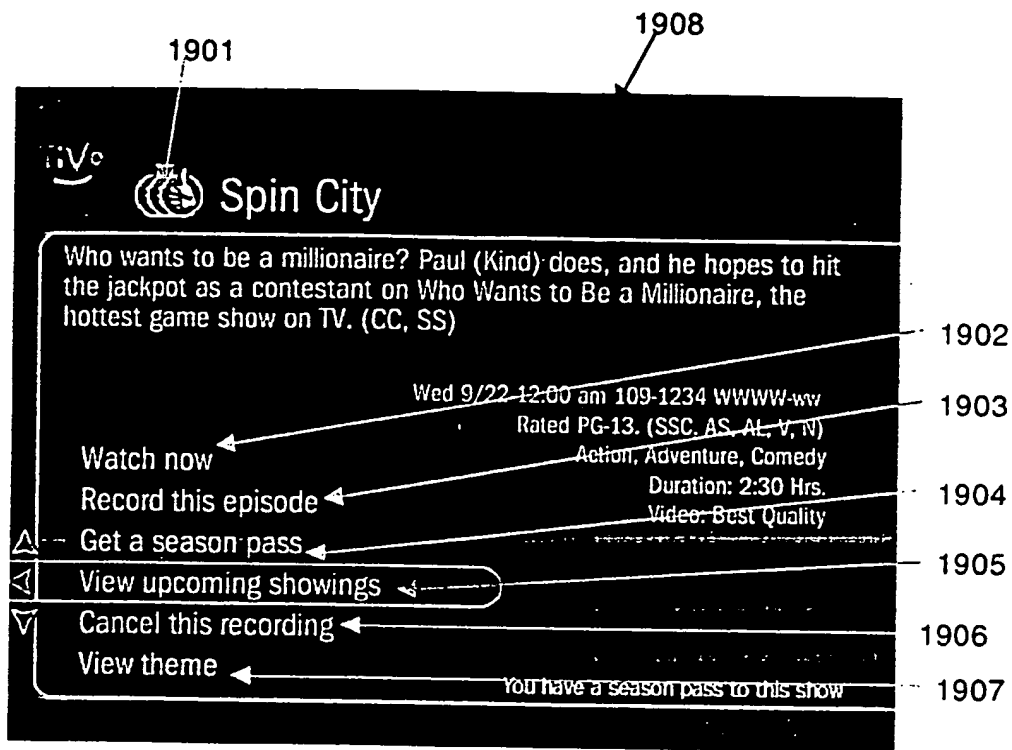 1908
1901
TiVo
Spin City
Who wants to be a millionaire? Paul (Kind) does, and he hopes to hit
the jackpot as a contestant on Who Wants to Be a Millionaire, the
hottest game show on TV. (CC, SS)
1902
Wed 9/22 12:00 am 109-1234 WWWW-ww
1903
Rated PG-13. (SSC. AS, AL, V, N)
Watch now
Action, Adventure, Comedy
Record this episode
Duration: 2:30 Hrs.
1904
Video: Best Quality
Get a season pass
1905
View upcoming showings
Cancel this recording
1906
View theme
You have a season pass to this show
1907